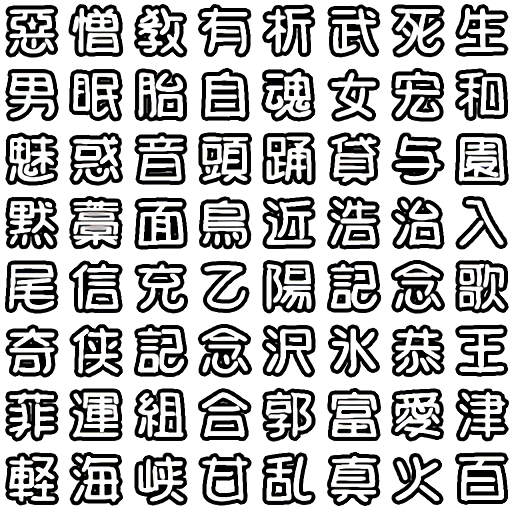 惡憎教有析武死生
男眠胎自魂女宏和
魅惑音頭踊貸与園
黙藁面鳥近浩治入
尾信充乙陽記念歌
奇侠記念沢氷恭王
菲運組合郭富愛津
軽海峡甘乱真火百